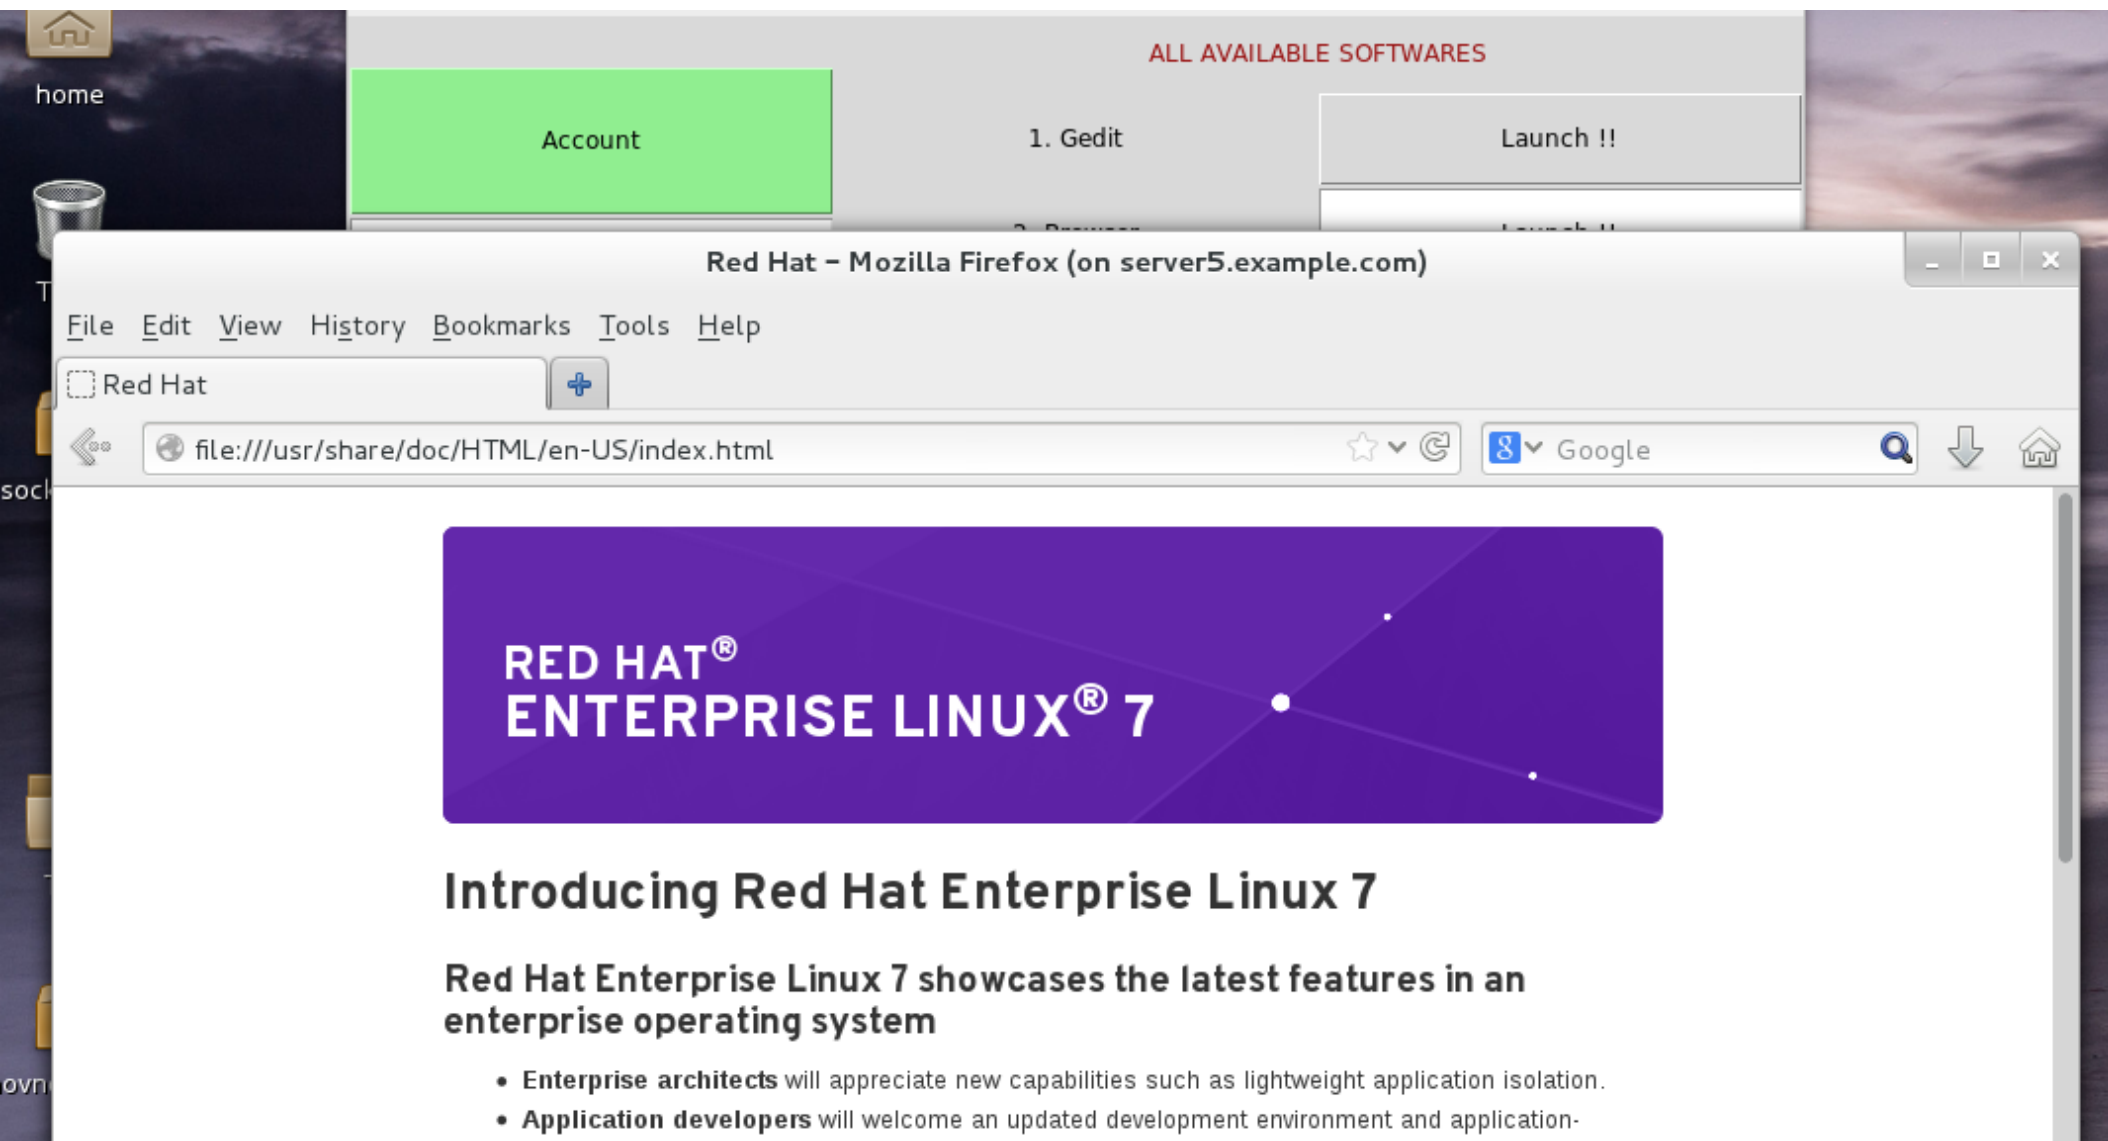 ALL AVAILABLE SOFTWARES
home
Account
1. Gedit
Launch !!
Red Hat – Mozilla Firefox (on server5.example.com)
File Edit View History Bookmarks Tools Help
Red Hat
file:///usr/share/doc/HTML/en-US/index.html
8 Google
RED HAT®
ENTERPRISE LINUX® 7
Introducing Red Hat Enterprise Linux 7
Red Hat Enterprise Linux 7 showcases the latest features in an
enterprise operating system
• Enterprise architects will appreciate new capabilities such as lightweight application isolation.
• Application developers will welcome an updated development environment and application-